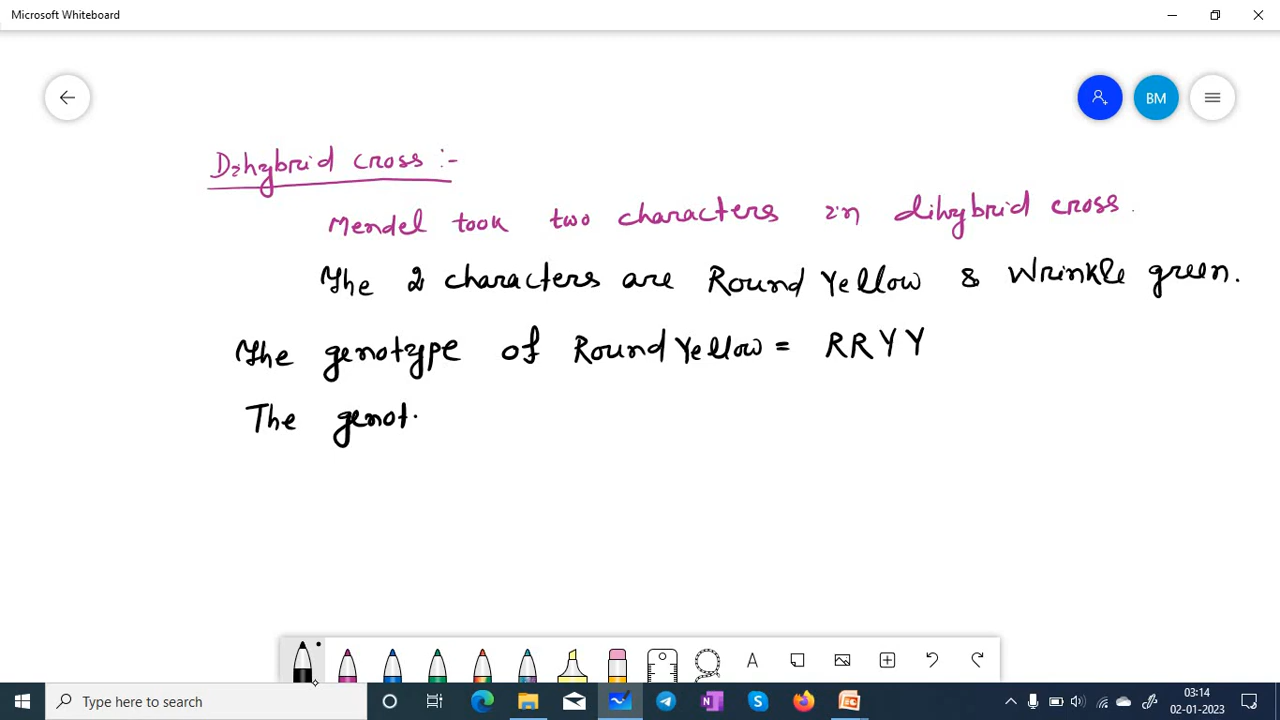 Microsoft Whiteboard
BM
Dihybrid cross :-
Mendel took two characters in dihybrid cross.
The 2 characters are Round Yellow & Wrinkle green.
The genotype of Round Yellow = RRYY
The genot
A
Type here to search
03:14
02-01-2023